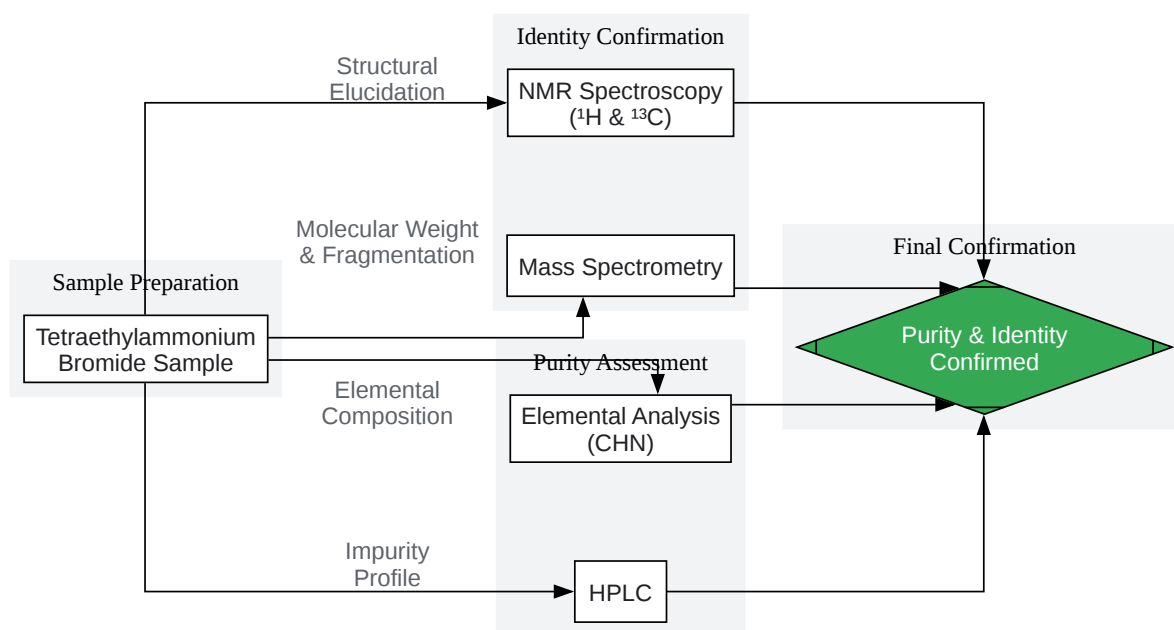 Identity Confirmation
Structural
Elucidation
NMR Spectroscopy
(¹H & ¹³C)
Molecular Weight
& Fragmentation
Mass Spectrometry
Final Confirmation
Sample Preparation
Tetraethylammonium
Bromide Sample
Purity & Identity
Confirmed
Purity Assessment
Elemental
Composition
Elemental Analysis
(CHN)
Impurity
Profile
HPLC